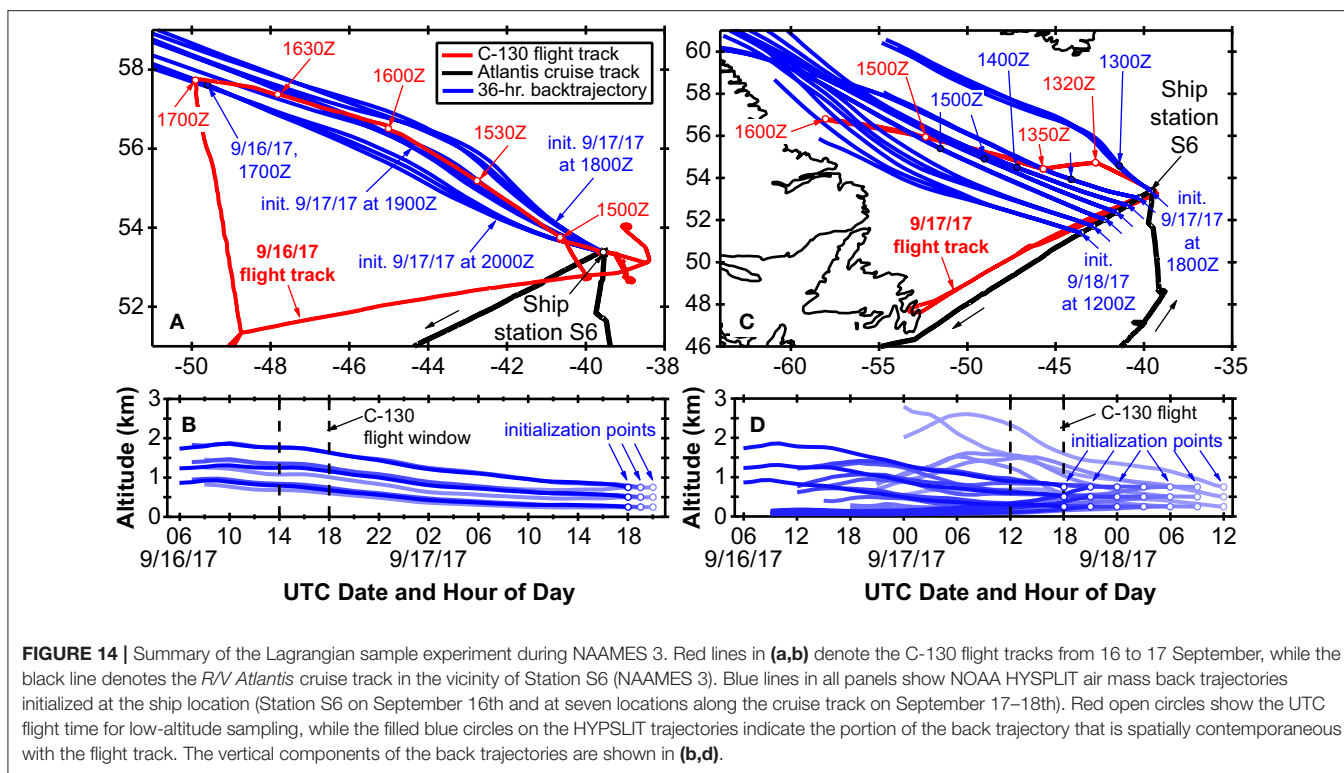 58
56
54
52
1700Z
1630Z
1600Z
1530Z
1500Z
C-130 flight track
Atlantis cruise track
36-hr. backtrajectory
9/16/17,
1700Z
init. 9/17/17
at 1800Z
init. 9/17/17 at 1900Z
init. 9/17/17 at 2000Z
9/16/17
flight track
Ship
station S6
A
-50 -48 -46 -44 -42 -40 -38
60
58
56
54
52
50
48
46
1600Z
1500Z
1500Z
1400Z
1350Z
1320Z
1300Z
Ship
station
S6
9/17/17
flight track
init.
9/18/17
at 1200Z
init.
9/17/17
at
1800Z
C
-60 -55 -50 -45 -40 -35
Altitude (km)
3
2
1
0
B
C-130
flight window
initialization points
06 10 14 18 22 02 06 10 14 18
9/16/17 9/17/17
UTC Date and Hour of Day
Altitude (km)
3
2
1
0
D
C-130 flight
initialization points
06 12 18 00 06 12 18 00 06 12
9/16/17 9/17/17 9/18/17
UTC Date and Hour of Day
FIGURE 14 | Summary of the Lagrangian sample experiment during NAAMES 3. Red lines in (a,b) denote the C-130 flight tracks from 16 to 17 September, while the
black line denotes the R/V Atlantis cruise track in the vicinity of Station S6 (NAAMES 3). Blue lines in all panels show NOAA HYSPLIT air mass back trajectories
initialized at the ship location (Station S6 on September 16th and at seven locations along the cruise track on September 17–18th). Red open circles show the UTC
flight time for low-altitude sampling, while the filled blue circles on the HYPSLIT trajectories indicate the portion of the back trajectory that is spatially contemporaneous
with the flight track. The vertical components of the back trajectories are shown in (b,d).